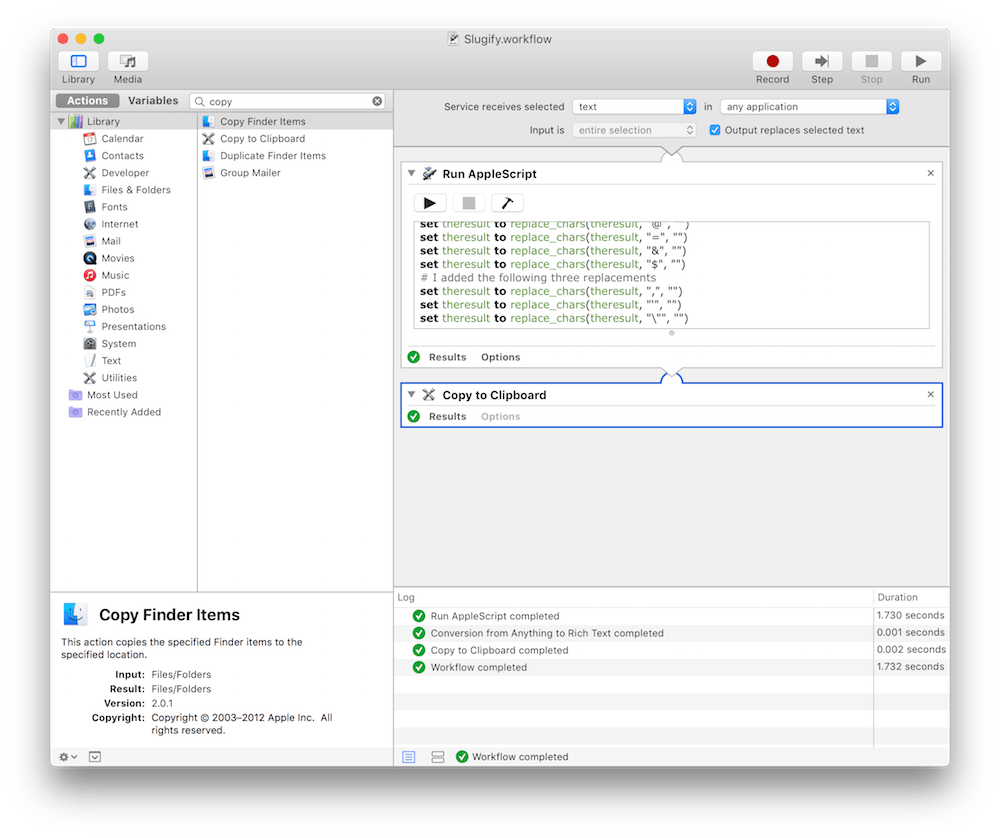 Slugify.workflow
Library
Media
Record
Step
Stop
Run
Actions
Variables
copy
Library
Calendar
Contacts
Developer
Files & Folders
Fonts
Internet
Mail
Movies
Music
PDFs
Photos
Presentations
System
Text
Utilities
Most Used
Recently Added
Copy Finder Items
Copy to Clipboard
Duplicate Finder Items
Group Mailer
Service receives selected text in any application
Input is entire selection Output replaces selected text
Run AppleScript
set theresult to replace_chars(theresult, "@", "")
set theresult to replace_chars(theresult, "=", "")
set theresult to replace_chars(theresult, "&", "")
set theresult to replace_chars(theresult, "$", "")
# I added the following three replacements
set theresult to replace_chars(theresult, ",", "")
set theresult to replace_chars(theresult, "'", "")
set theresult to replace_chars(theresult, "\"", "")
Results Options
Copy to Clipboard
Results Options
Copy Finder Items
This action copies the specified Finder items to the
specified location.
Input: Files/Folders
Result: Files/Folders
Version: 2.0.1
Copyright: Copyright © 2003–2012 Apple Inc. All
rights reserved.
Log Duration
Run AppleScript completed 1.730 seconds
Conversion from Anything to Rich Text completed 0.001 seconds
Copy to Clipboard completed 0.002 seconds
Workflow completed 1.732 seconds
Workflow completed